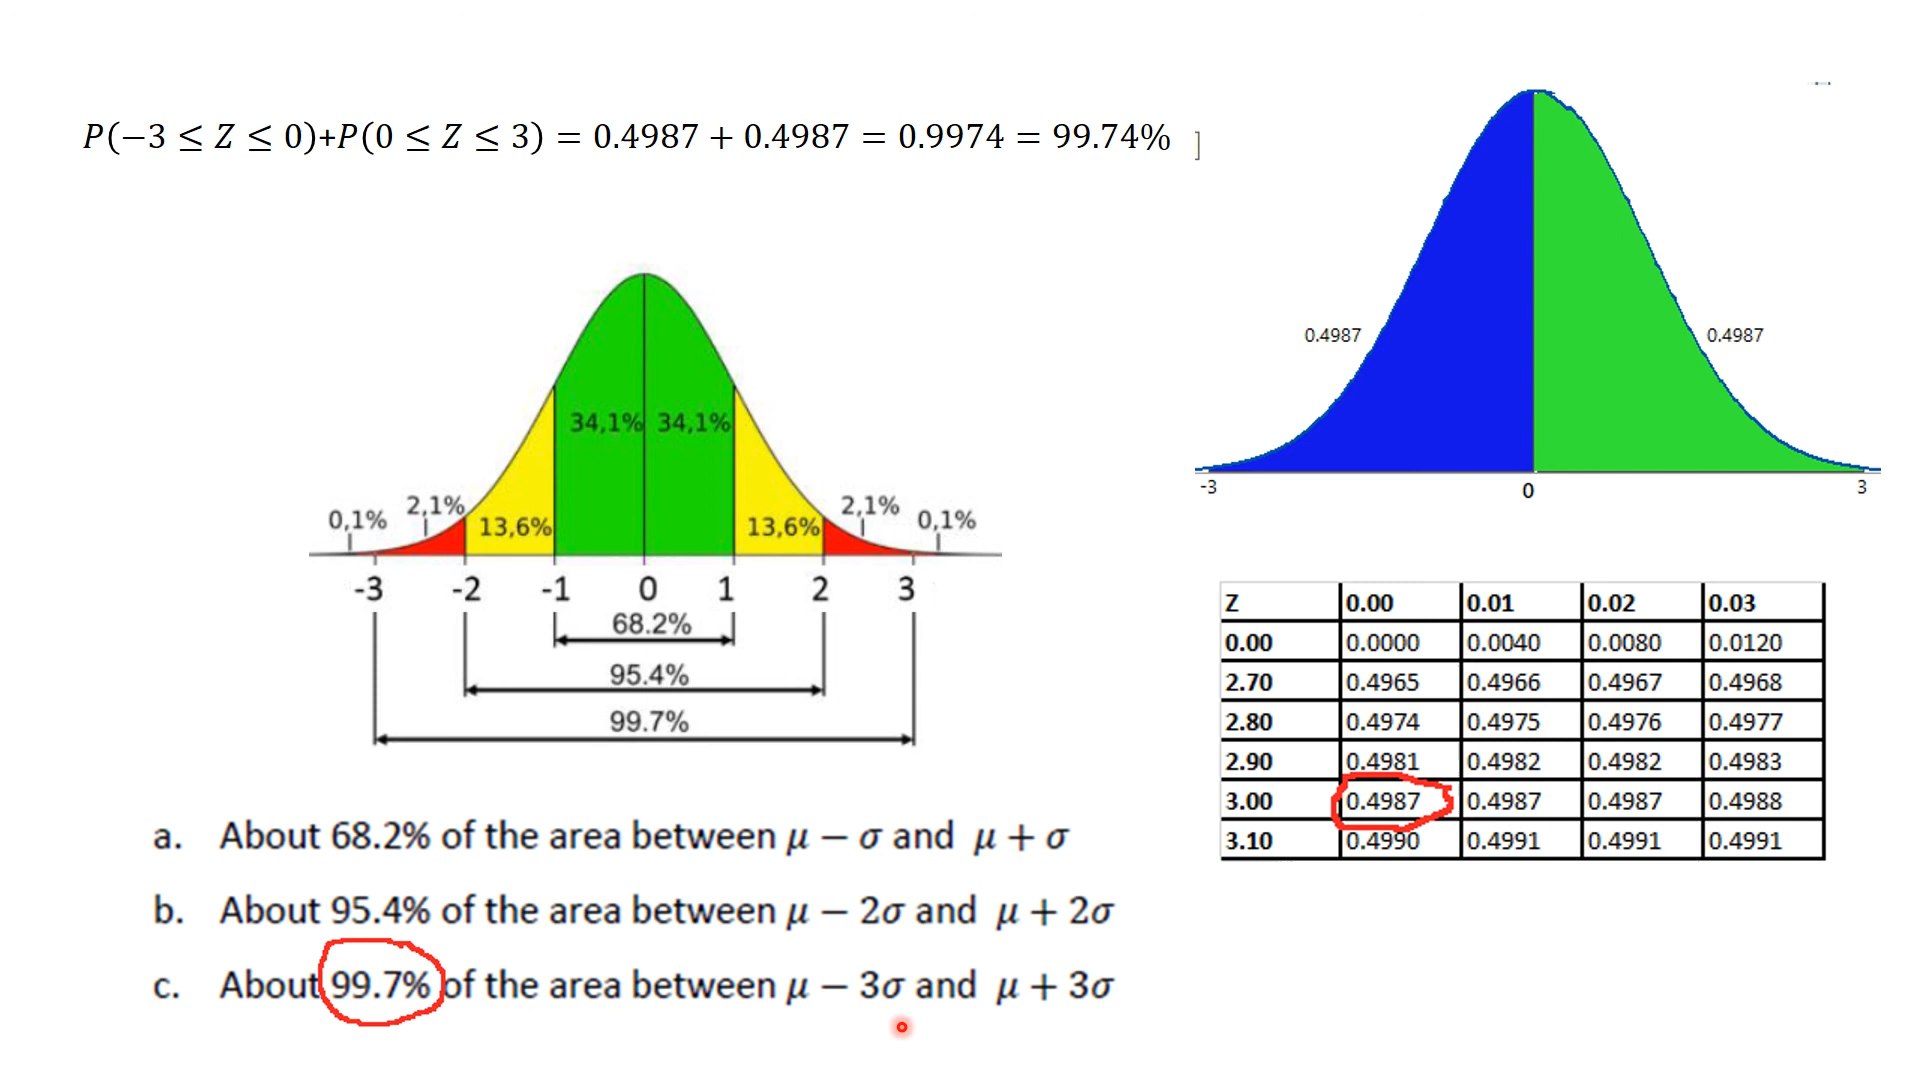 P(−3 ≤ Z ≤ 0)+P(0 ≤ Z ≤ 3) = 0.4987 + 0.4987 = 0.9974 = 99.74% ]
0.4987 0.4987
-3 0 3
34,1% 34,1%
0,1% 2,1% 13,6% 13,6% 2,1% 0,1%
-3 -2 -1 0 1 2 3
68.2%
95.4%
99.7%
Z 0.00 0.01 0.02 0.03
0.00 0.0000 0.0040 0.0080 0.0120
2.70 0.4965 0.4966 0.4967 0.4968
2.80 0.4974 0.4975 0.4976 0.4977
2.90 0.4981 0.4982 0.4982 0.4983
3.00 0.4987 0.4987 0.4987 0.4988
3.10 0.4990 0.4991 0.4991 0.4991
a. About 68.2% of the area between μ − σ and μ + σ
b. About 95.4% of the area between μ − 2σ and μ + 2σ
c. About 99.7% of the area between μ − 3σ and μ + 3σ